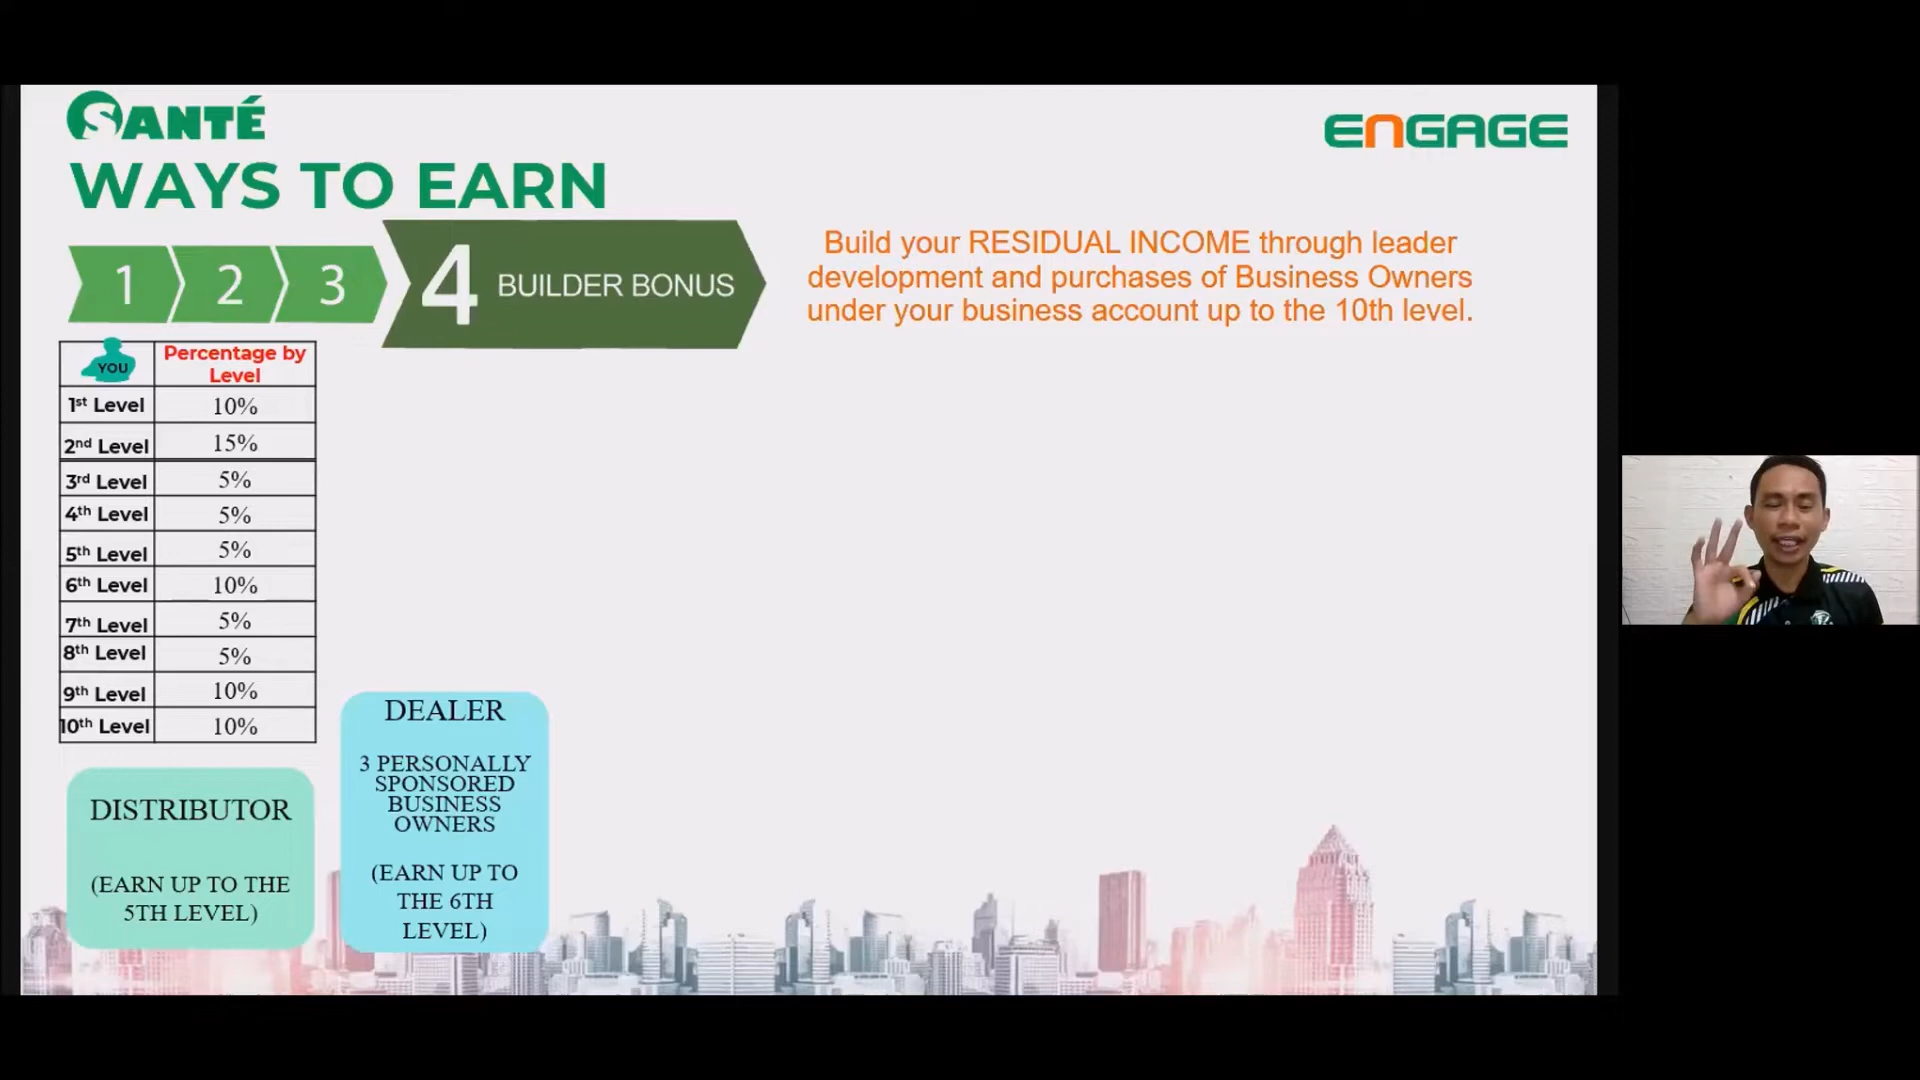 SANTÉ
ENGAGE
WAYS TO EARN
1 2 3 4 BUILDER BONUS
Build your RESIDUAL INCOME through leader
development and purchases of Business Owners
under your business account up to the 10th level.
YOU
Percentage by
Level
1st Level 10%
2nd Level 15%
3rd Level 5%
4th Level 5%
5th Level 5%
6th Level 10%
7th Level 5%
8th Level 5%
9th Level 10%
10th Level 10%
DISTRIBUTOR
(EARN UP TO THE
5TH LEVEL)
DEALER
3 PERSONALLY
SPONSORED
BUSINESS
OWNERS
(EARN UP TO
THE 6TH
LEVEL)